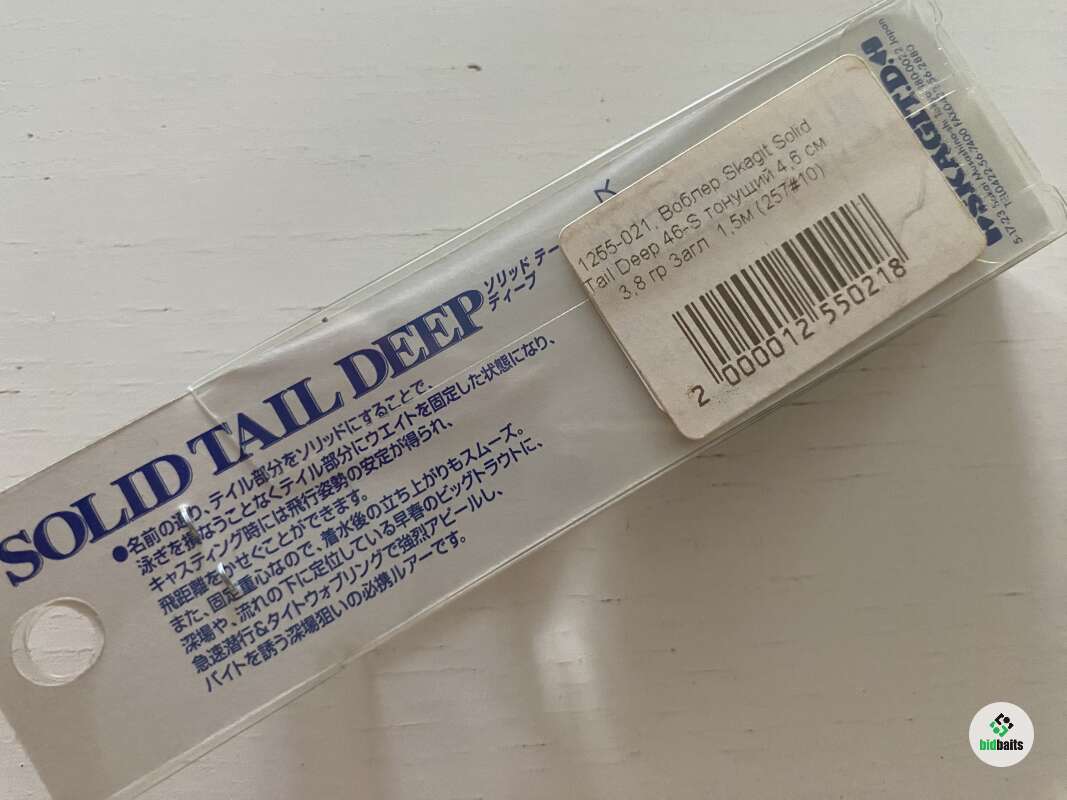 SOLID TAIL DEEP
ソリッド テー
ディープ
●名前の通り、テイル部分をソリッドにすることで、
泳ぎを損なうことなくテイル部分にウエイトを固定した状態になり、
キャスティング時には飛行姿勢の安定が得られ、
飛距離をかせぐことができます。
また、固定重心なので、着水後の立ち上がりもスムーズ。
深場や、流れの下に定位している早春のビッグトラウトに、
急速潜行&タイトウォブリングで強烈アピールし、
バイトを誘う深場狙いの必携ルアーです。
1255-021, Воблер Skagit Solid
Tail Deep 46-S тонущий 4,6 см
3,8 гр Загл 1,5м (257#10)
2 000012 550218
SKAGIT.D
5-17-23 Sakai Musashino-shi, Japan
bidbaits